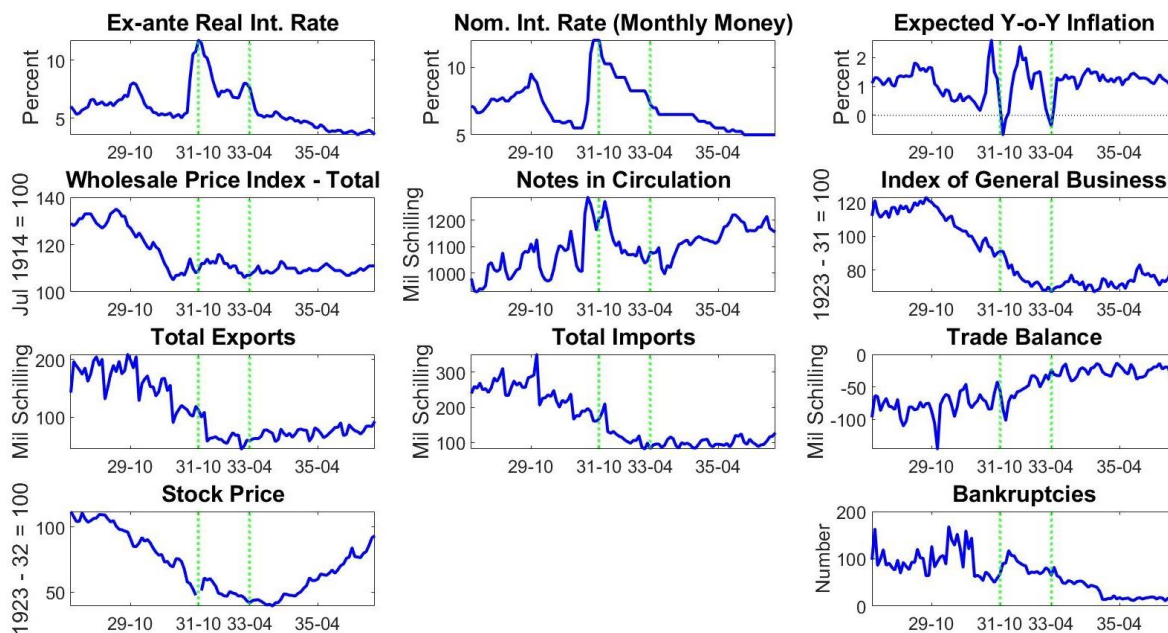 Ex-ante Real Int. Rate
Percent
10
5
29-10 31-10 33-04 35-04
Nom. Int. Rate (Monthly Money)
Percent
10
5
29-10 31-10 33-04 35-04
Expected Y-o-Y Inflation
Percent
2
1
0
29-10 31-10 33-04 35-04
Wholesale Price Index - Total
Jul 1914 = 100
140
120
100
29-10 31-10 33-04 35-04
Notes in Circulation
Mil Schilling
1200
1100
1000
29-10 31-10 33-04 35-04
Index of General Business
1923 - 31 = 100
120
100
80
29-10 31-10 33-04 35-04
Total Exports
Mil Schilling
200
100
29-10 31-10 33-04 35-04
Total Imports
Mil Schilling
300
200
100
29-10 31-10 33-04 35-04
Trade Balance
Mil Schilling
0
-50
-100
29-10 31-10 33-04 35-04
Stock Price
1923 - 32 = 100
100
50
29-10 31-10 33-04 35-04
Bankruptcies
Number
200
100
0
29-10 31-10 33-04 35-04